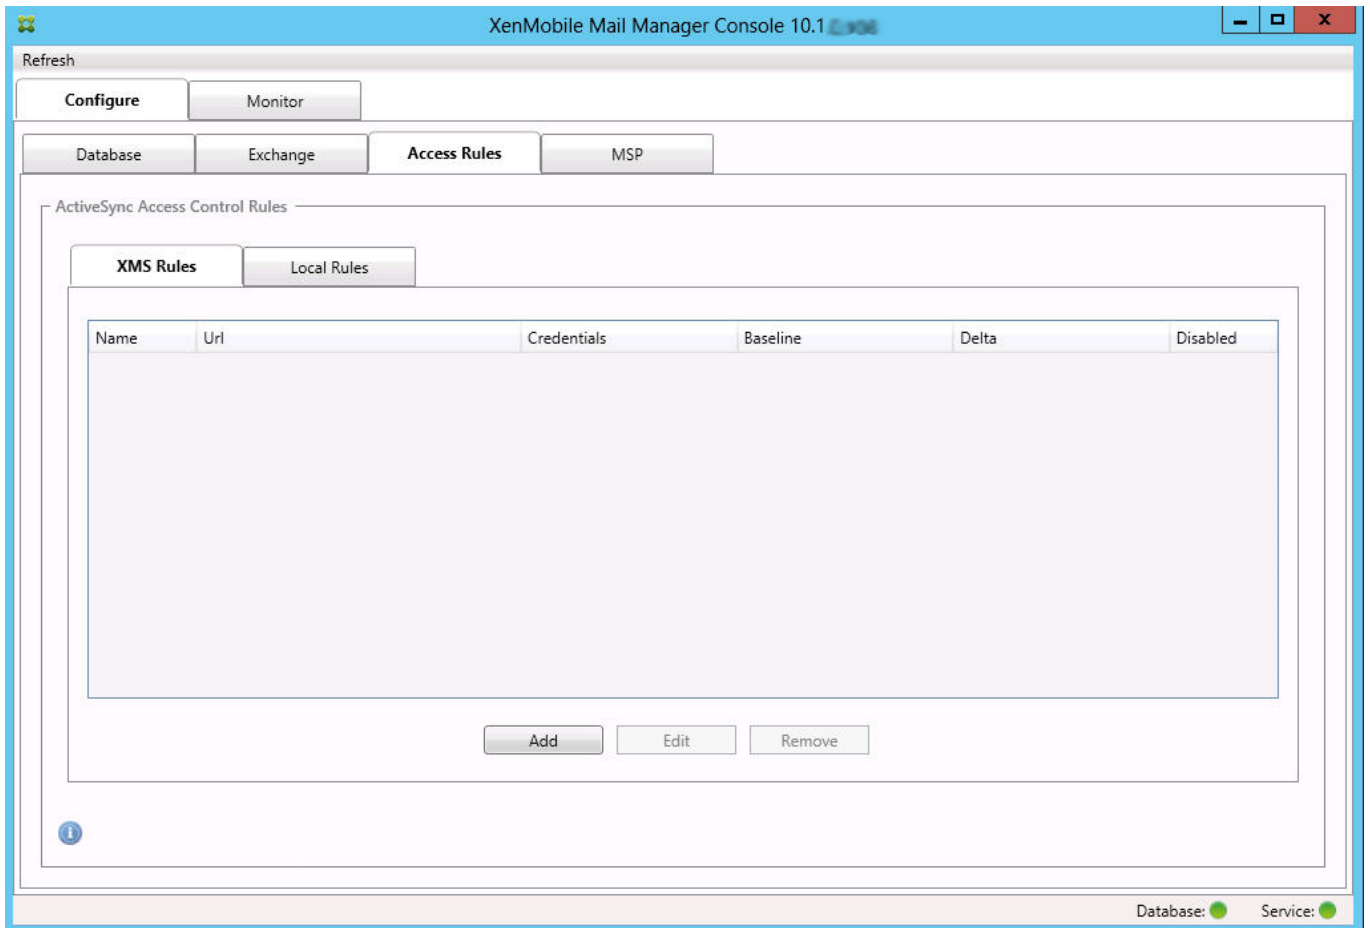 XenMobile Mail Manager Console 10.1
Refresh
Configure Monitor
Database Exchange Access Rules MSP
ActiveSync Access Control Rules
XMS Rules Local Rules
Name Url Credentials Baseline Delta Disabled
Add Edit Remove
Database: Service: